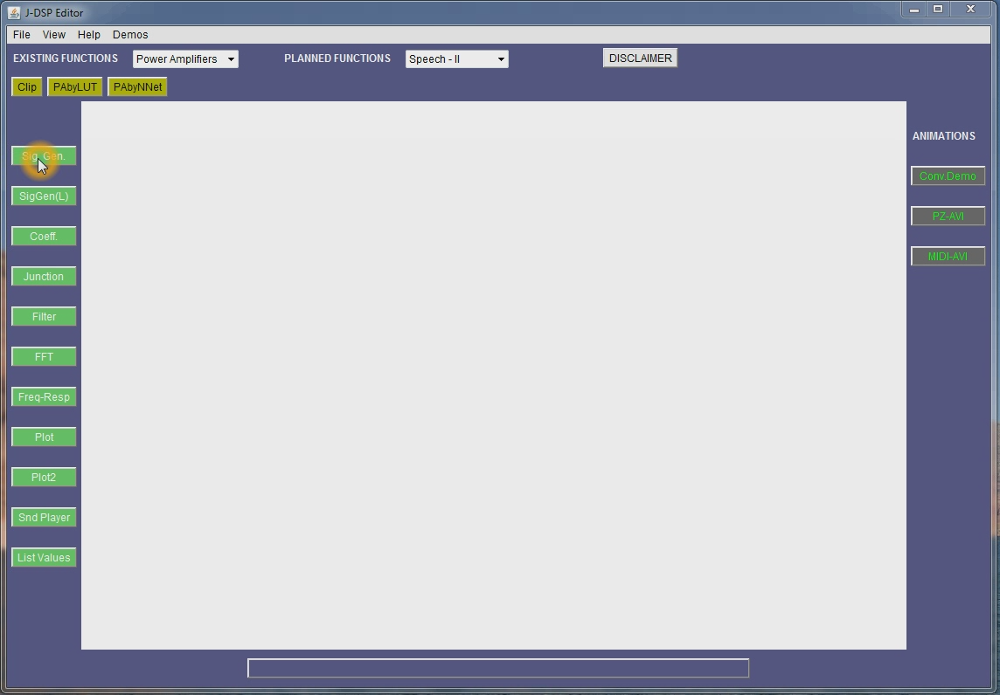 J-DSP Editor
File View Help Demos
EXISTING FUNCTIONS Power Amplifiers PLANNED FUNCTIONS Speech - II DISCLAIMER
Clip PAbyLUT PAbyNNet
ANIMATIONS
Sig. Gen.
Conv.Demo
SigGen(L)
PZ-AVI
Coeff.
MIDI-AVI
Junction
Filter
FFT
Freq-Resp
Plot
Plot2
Snd Player
List Values